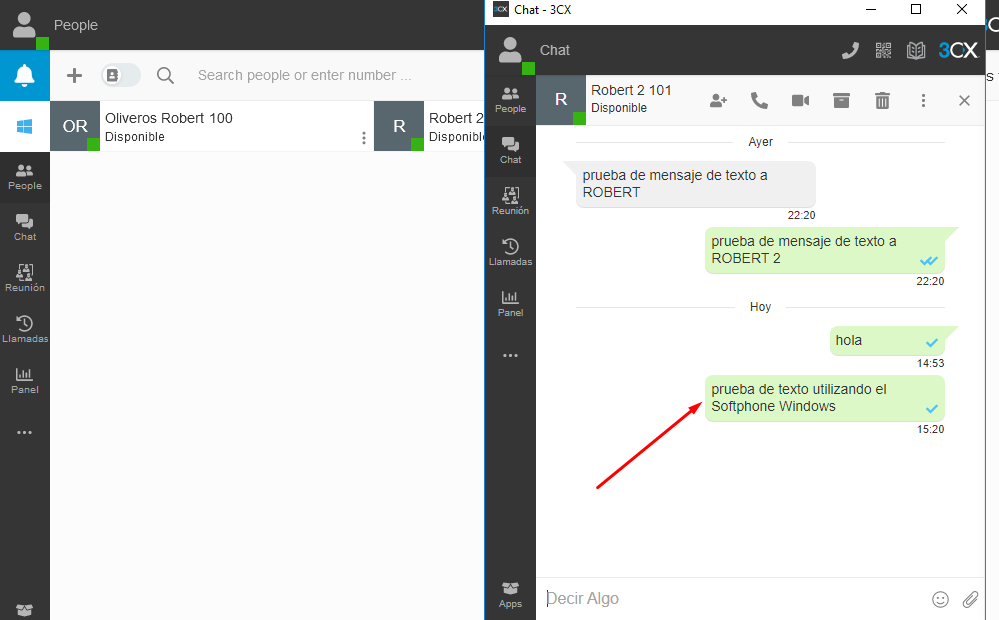 People
Search people or enter number ...
OR
Oliveros Robert 100
Disponible
R
Robert 2
Disponible
People
Chat
Reunión
Llamadas
Panel
3CX
Chat - 3CX
Chat
3CX
People
Chat
Reunión
Llamadas
Panel
Apps
R
Robert 2 101
Disponible
Ayer
prueba de mensaje de texto a
ROBERT
22:20
prueba de mensaje de texto a
ROBERT 2
22:20
Hoy
hola
14:53
prueba de texto utilizando el
Softphone Windows
15:20
Decir Algo